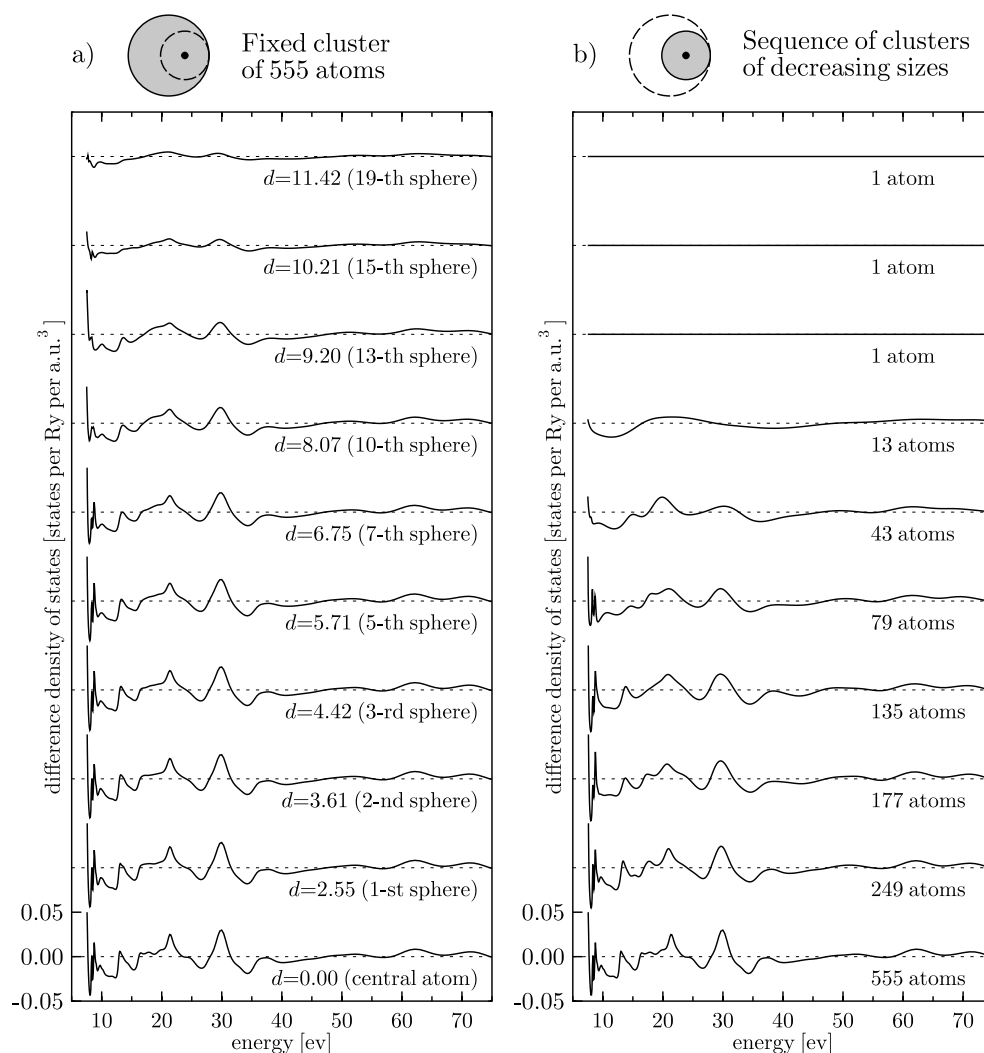 a)
Fixed cluster
of 555 atoms
b)
Sequence of clusters
of decreasing sizes
difference density of states [states per Ry per a.u.³]
d=11.42 (19-th sphere)
d=10.21 (15-th sphere)
d=9.20 (13-th sphere)
d=8.07 (10-th sphere)
d=6.75 (7-th sphere)
d=5.71 (5-th sphere)
d=4.42 (3-rd sphere)
d=3.61 (2-nd sphere)
d=2.55 (1-st sphere)
d=0.00 (central atom)
0.05
0.00
-0.05
10 20 30 40 50 60 70
energy [ev]
difference density of states [states per Ry per a.u.³]
1 atom
1 atom
1 atom
13 atoms
43 atoms
79 atoms
135 atoms
177 atoms
249 atoms
555 atoms
0.05
0.00
-0.05
10 20 30 40 50 60 70
energy [ev]